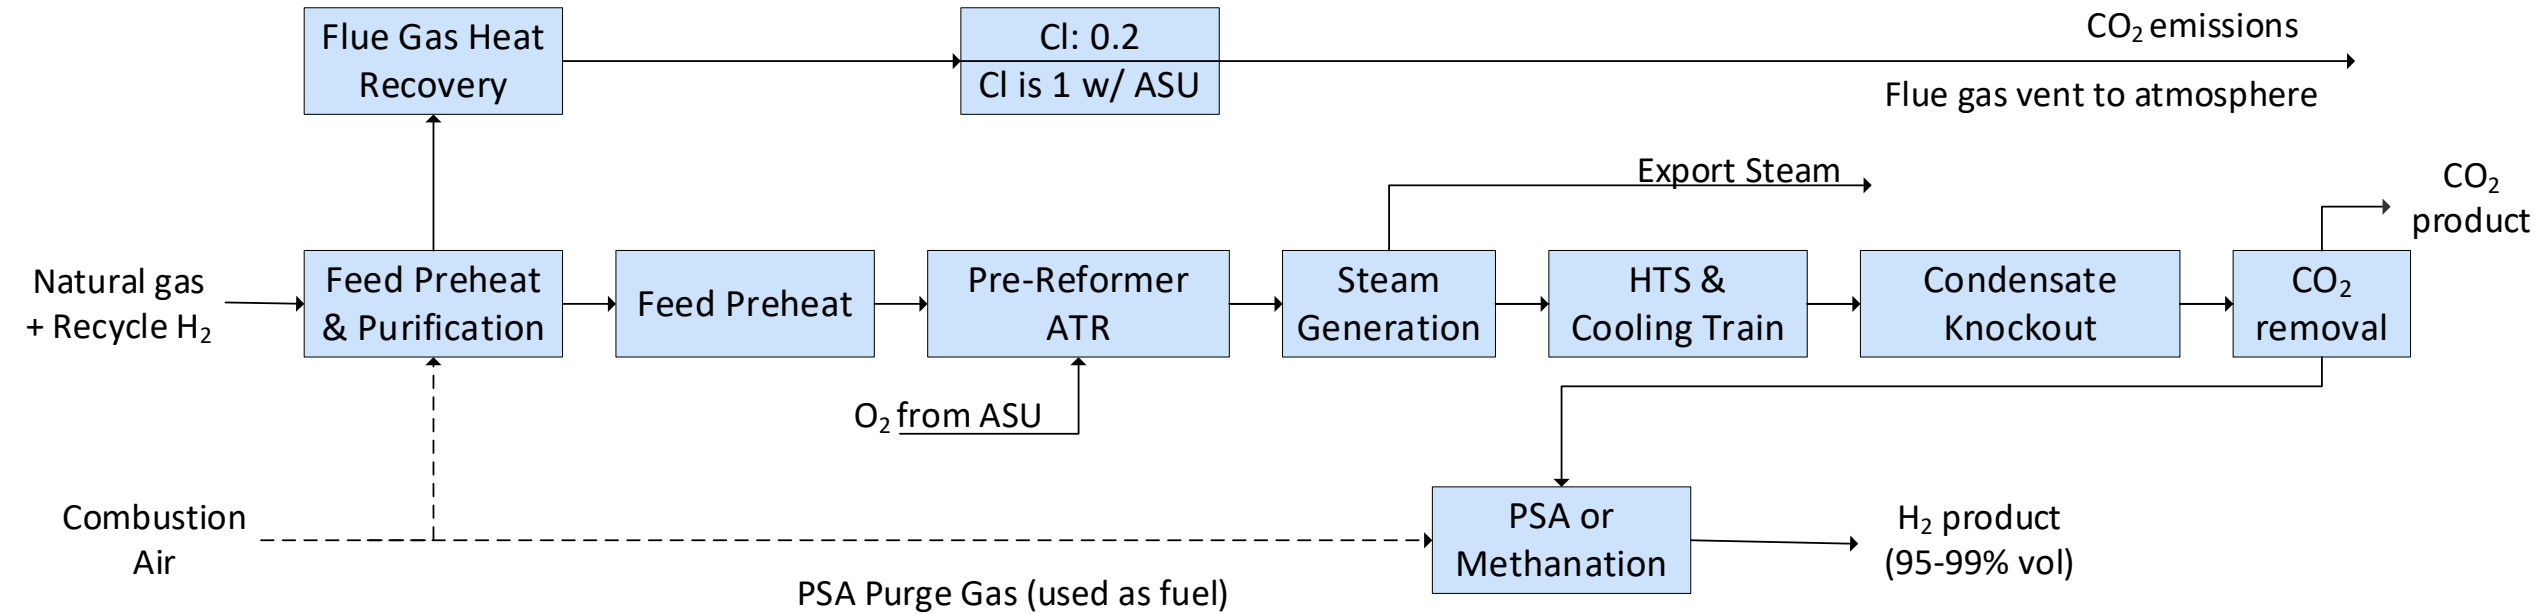 Flue Gas Heat
Recovery
Cl: 0.2
Cl is 1 w/ ASU
CO₂ emissions
Flue gas vent to atmosphere
Export Steam
CO₂
product
Natural gas
+ Recycle H₂
Feed Preheat
& Purification
Feed Preheat
Pre-Reformer
ATR
Steam
Generation
HTS &
Cooling Train
Condensate
Knockout
CO₂
removal
O₂ from ASU
Combustion
Air
PSA or
Methanation
H₂ product
(95-99% vol)
PSA Purge Gas (used as fuel)